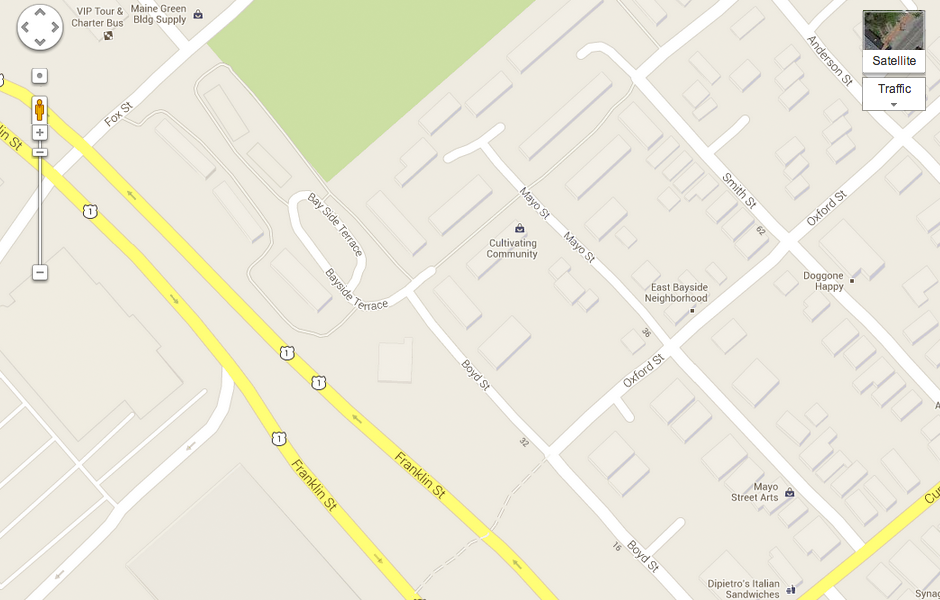 VIP Tour &
Charter Bus
Maine Green
Bldg Supply
Satellite
Traffic
Anderson St
Fox St
1
Smith St
Oxford St
62
Mayo St
Mayo St
Bay Side Terrace
Cultivating
Community
Bayside Terrace
East Bayside
Neighborhood
Doggone
Happy
36
Oxford St
1
1
Boyd St
32
1
Franklin St
Franklin St
Mayo
Street Arts
16
Boyd St
Dipietro's Italian
Sandwiches